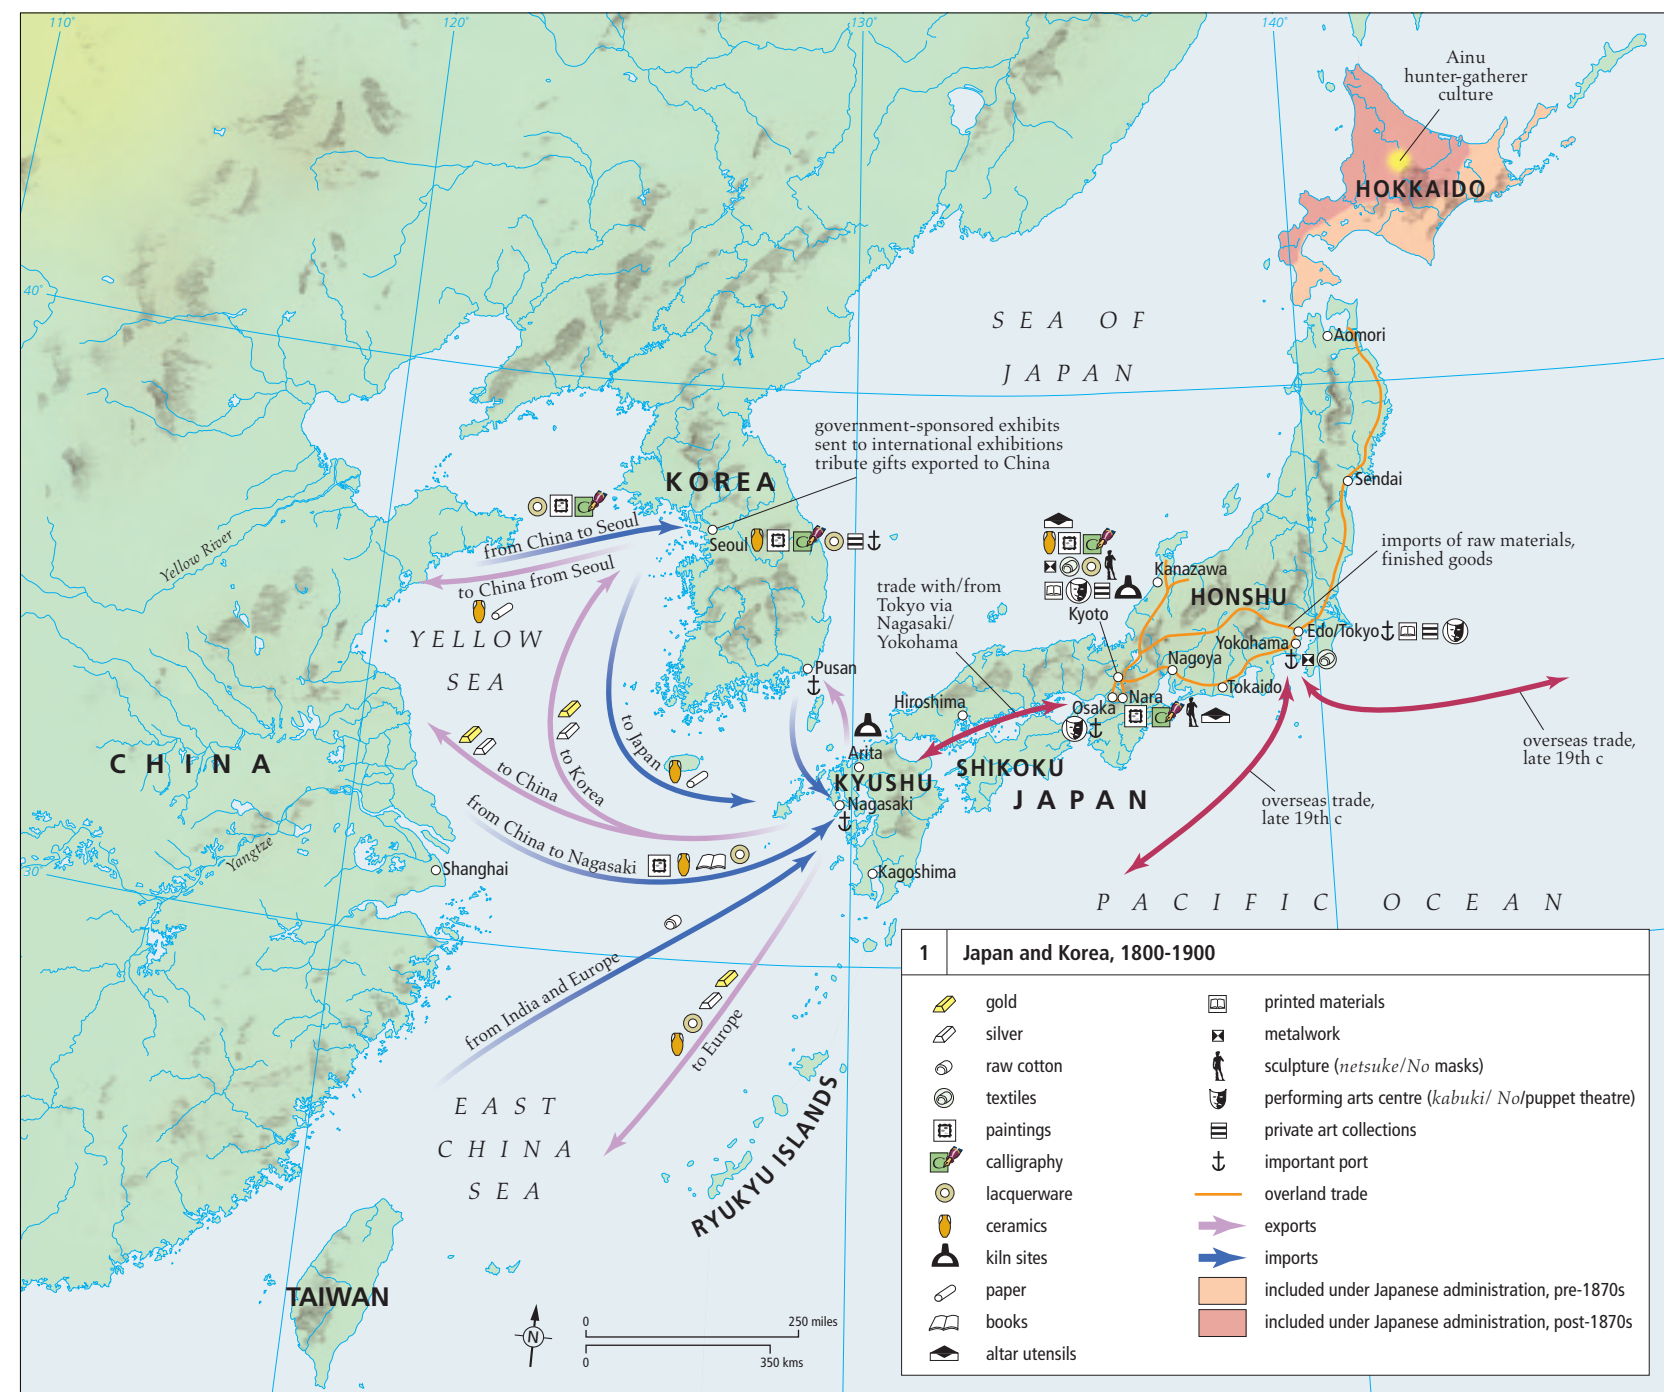 110°
120°
130°
140°
40°
30°
Ainu
hunter-gatherer
culture
HOKKAIDO
SEA OF
JAPAN
Aomori
government-sponsored exhibits
sent to international exhibitions
tribute gifts exported to China
KOREA
Sendai
from China to Seoul
Seoul
to China from Seoul
Yellow River
imports of raw materials,
finished goods
Kanazawa
trade with/from
Tokyo via
Nagasaki/
Yokohama
HONSHU
Kyoto
Edo/Tokyo
Yokohama
YELLOW
SEA
Pusan
Nagoya
Tokaido
Nara
Hiroshima
Osaka
to Japan
to Korea
to China
Arita
KYUSHU
SHIKOKU
JAPAN
CHINA
Nagasaki
overseas trade,
late 19th c
overseas trade,
late 19th c
from China to Nagasaki
Yangtze
Shanghai
Kagoshima
PACIFIC OCEAN
from India and Europe
to Europe
EAST
CHINA
SEA
RYUKYU ISLANDS
TAIWAN
N
0 250 miles
0 350 kms
1 Japan and Korea, 1800-1900
gold
silver
raw cotton
textiles
paintings
calligraphy
lacquerware
ceramics
kiln sites
paper
books
altar utensils
printed materials
metalwork
sculpture (netsuke/No masks)
performing arts centre (kabuki/ No/puppet theatre)
private art collections
important port
overland trade
exports
imports
included under Japanese administration, pre-1870s
included under Japanese administration, post-1870s